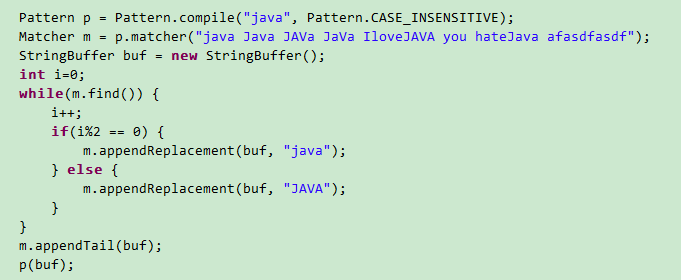 Pattern p = Pattern.compile("java", Pattern.CASE_INSENSITIVE);
Matcher m = p.matcher("java Java JAVa JaVa IloveJAVA you hateJava afasdfasdf");
StringBuffer buf = new StringBuffer();
int i=0;
while(m.find()) {
    i++;
    if(i%2 == 0) {
        m.appendReplacement(buf, "java");
    } else {
        m.appendReplacement(buf, "JAVA");
    }
}
m.appendTail(buf);
p(buf);